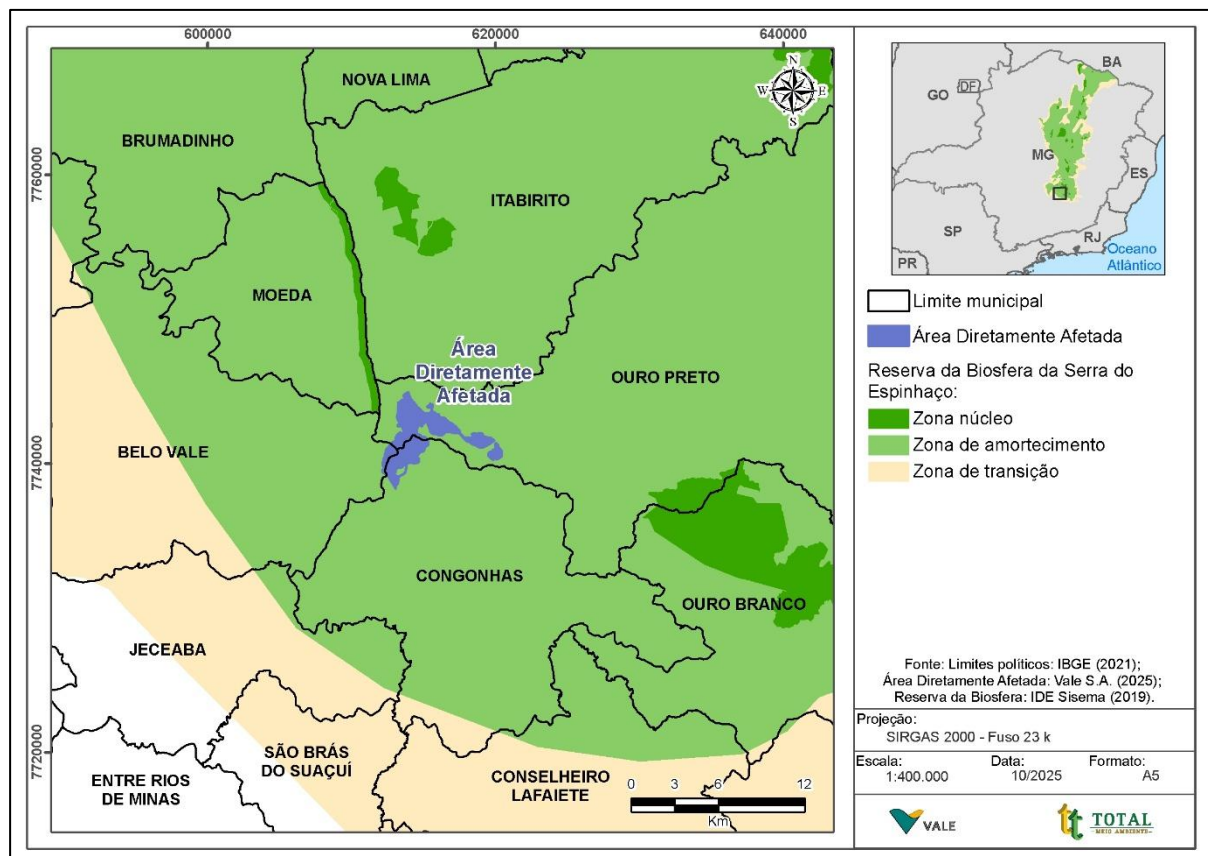 600000
620000
640000
7760000
7740000
7720000
N
W
E
S
NOVA LIMA
BRUMADINHO
ITABIRITO
MOEDA
Área
Diretamente
Afetada
OURO PRETO
BELO VALE
CONGONHAS
OURO BRANCO
JECEABA
SÃO BRÁS
DO SUAÇUÍ
ENTRE RIOS
DE MINAS
CONSELHEIRO
LAFAIETE
0 3 6 12
Km
BA
GO
DF
MG
ES
SP
RJ
PR
Oceano
Atlântico
Limite municipal
Área Diretamente Afetada
Reserva da Biosfera da Serra do
Espinhaço:
Zona núcleo
Zona de amortecimento
Zona de transição
Fonte: Limites políticos: IBGE (2021);
Área Diretamente Afetada: Vale S.A. (2025);
Reserva da Biosfera: IDE Sisema (2019).
Projeção:
SIRGAS 2000 - Fuso 23 k
Escala:
1:400.000
Data:
10/2025
Formato:
A5
VALE
tt TOTAL
MEIO AMBIENTE